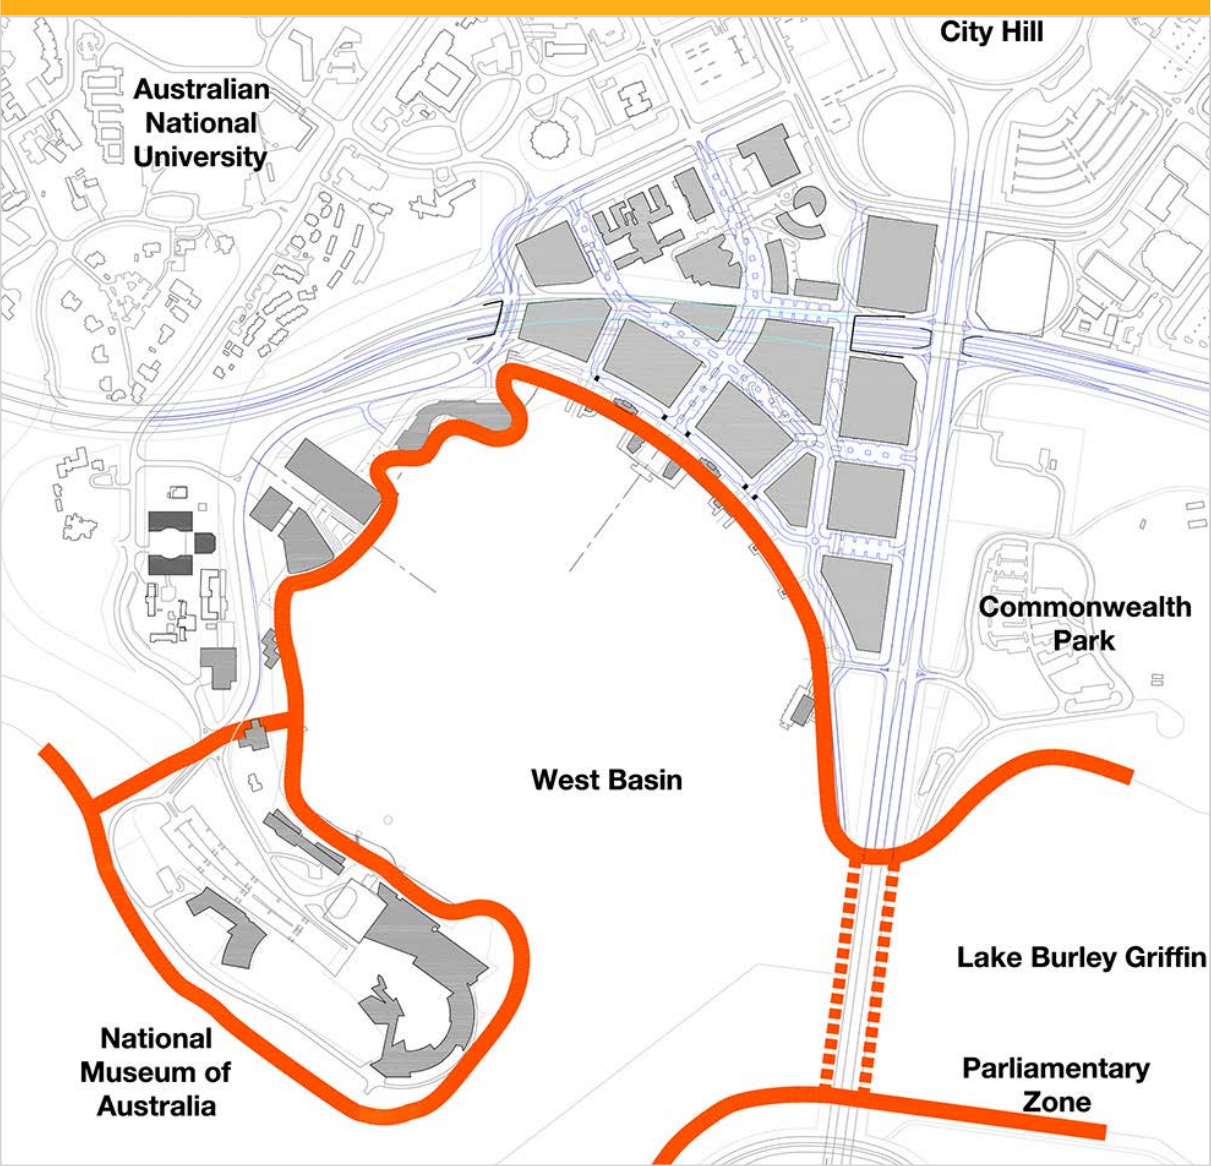 City Hill
Australian
National
University
Commonwealth
Park
West Basin
Lake Burley Griffin
National
Museum of
Australia
Parliamentary
Zone